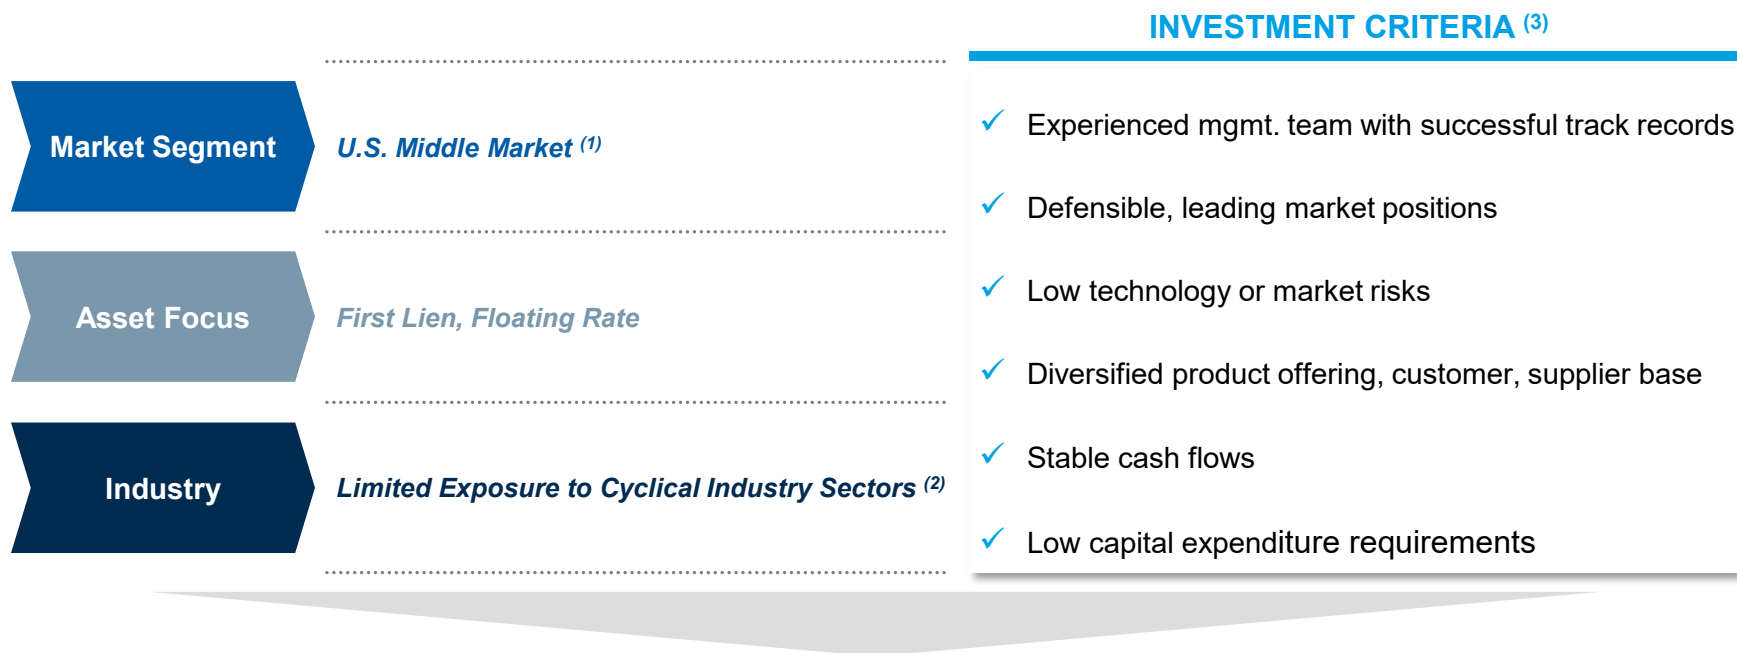 INVESTMENT CRITERIA (3)
Market Segment
U.S. Middle Market (1)
Asset Focus
First Lien, Floating Rate
Industry
Limited Exposure to Cyclical Industry Sectors (2)
✓ Experienced mgmt. team with successful track records
✓ Defensible, leading market positions
✓ Low technology or market risks
✓ Diversified product offering, customer, supplier base
✓ Stable cash flows
✓ Low capital expenditure requirements